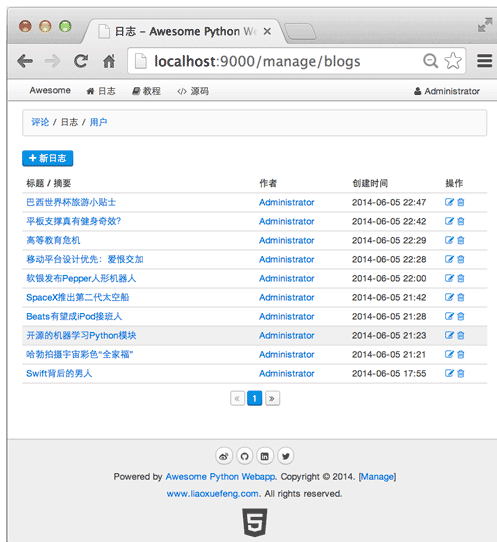 日志 - Awesome Python We
localhost:9000/manage/blogs
Awesome 日志 教程 源码 Administrator
评论 / 日志 / 用户
新日志
标题 / 摘要 作者 创建时间 操作
巴西世界杯旅游小贴士 Administrator 2014-06-05 22:47
平板支撑真有健身奇效? Administrator 2014-06-05 22:42
高等教育危机 Administrator 2014-06-05 22:29
移动平台设计优先：爱恨交加 Administrator 2014-06-05 22:28
软银发布Pepper人形机器人 Administrator 2014-06-05 22:00
SpaceX推出第二代太空船 Administrator 2014-06-05 21:42
Beats有望成iPod接班人 Administrator 2014-06-05 21:28
开源的机器学习Python模块 Administrator 2014-06-05 21:23
哈勃拍摄宇宙彩色“全家福” Administrator 2014-06-05 21:21
Swift背后的男人 Administrator 2014-06-05 17:55
« 1 »
Powered by Awesome Python Webapp. Copyright © 2014. [Manage]
www.liaoxuefeng.com. All rights reserved.